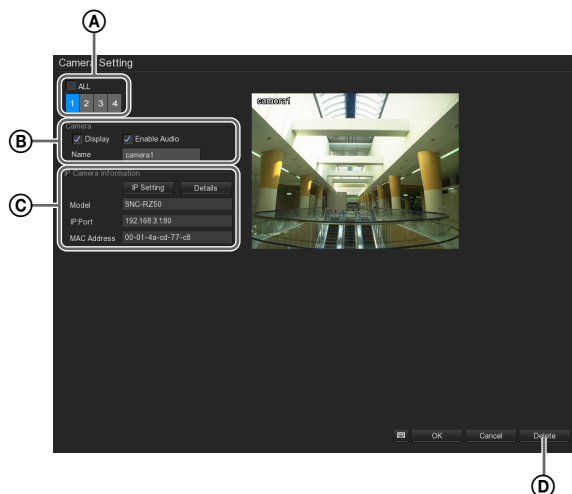 A
Camera Setting
ALL
1 2 3 4
camera1
B
Camera
Display Enable Audio
Name camera1
C
IP Camera Information
IP Setting Details
Model SNC-RZ50
IP:Port 192.168.3.1:80
MAC Address 00-01-4a-cd-77-c8
OK Cancel Delete
D